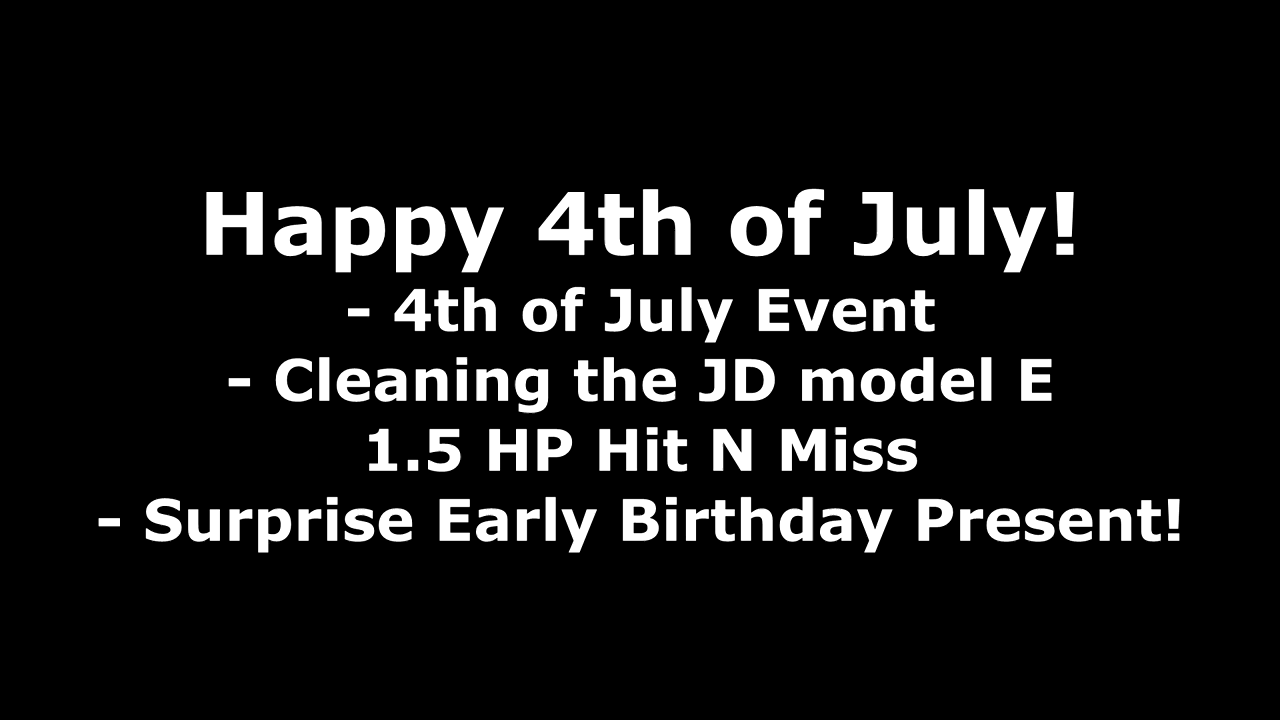 Happy 4th of July!
- 4th of July Event
- Cleaning the JD model E
1.5 HP Hit N Miss
- Surprise Early Birthday Present!